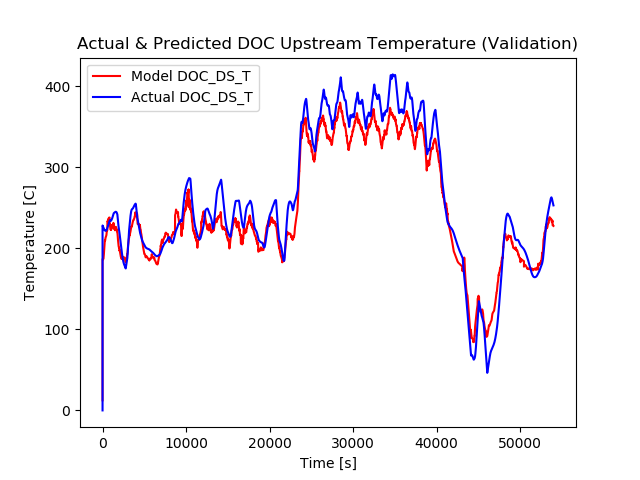 Actual & Predicted DOC Upstream Temperature (Validation)
Model DOC_DS_T
Actual DOC_DS_T
Temperature [C]
400
300
200
100
0
0 10000 20000 30000 40000 50000
Time [s]